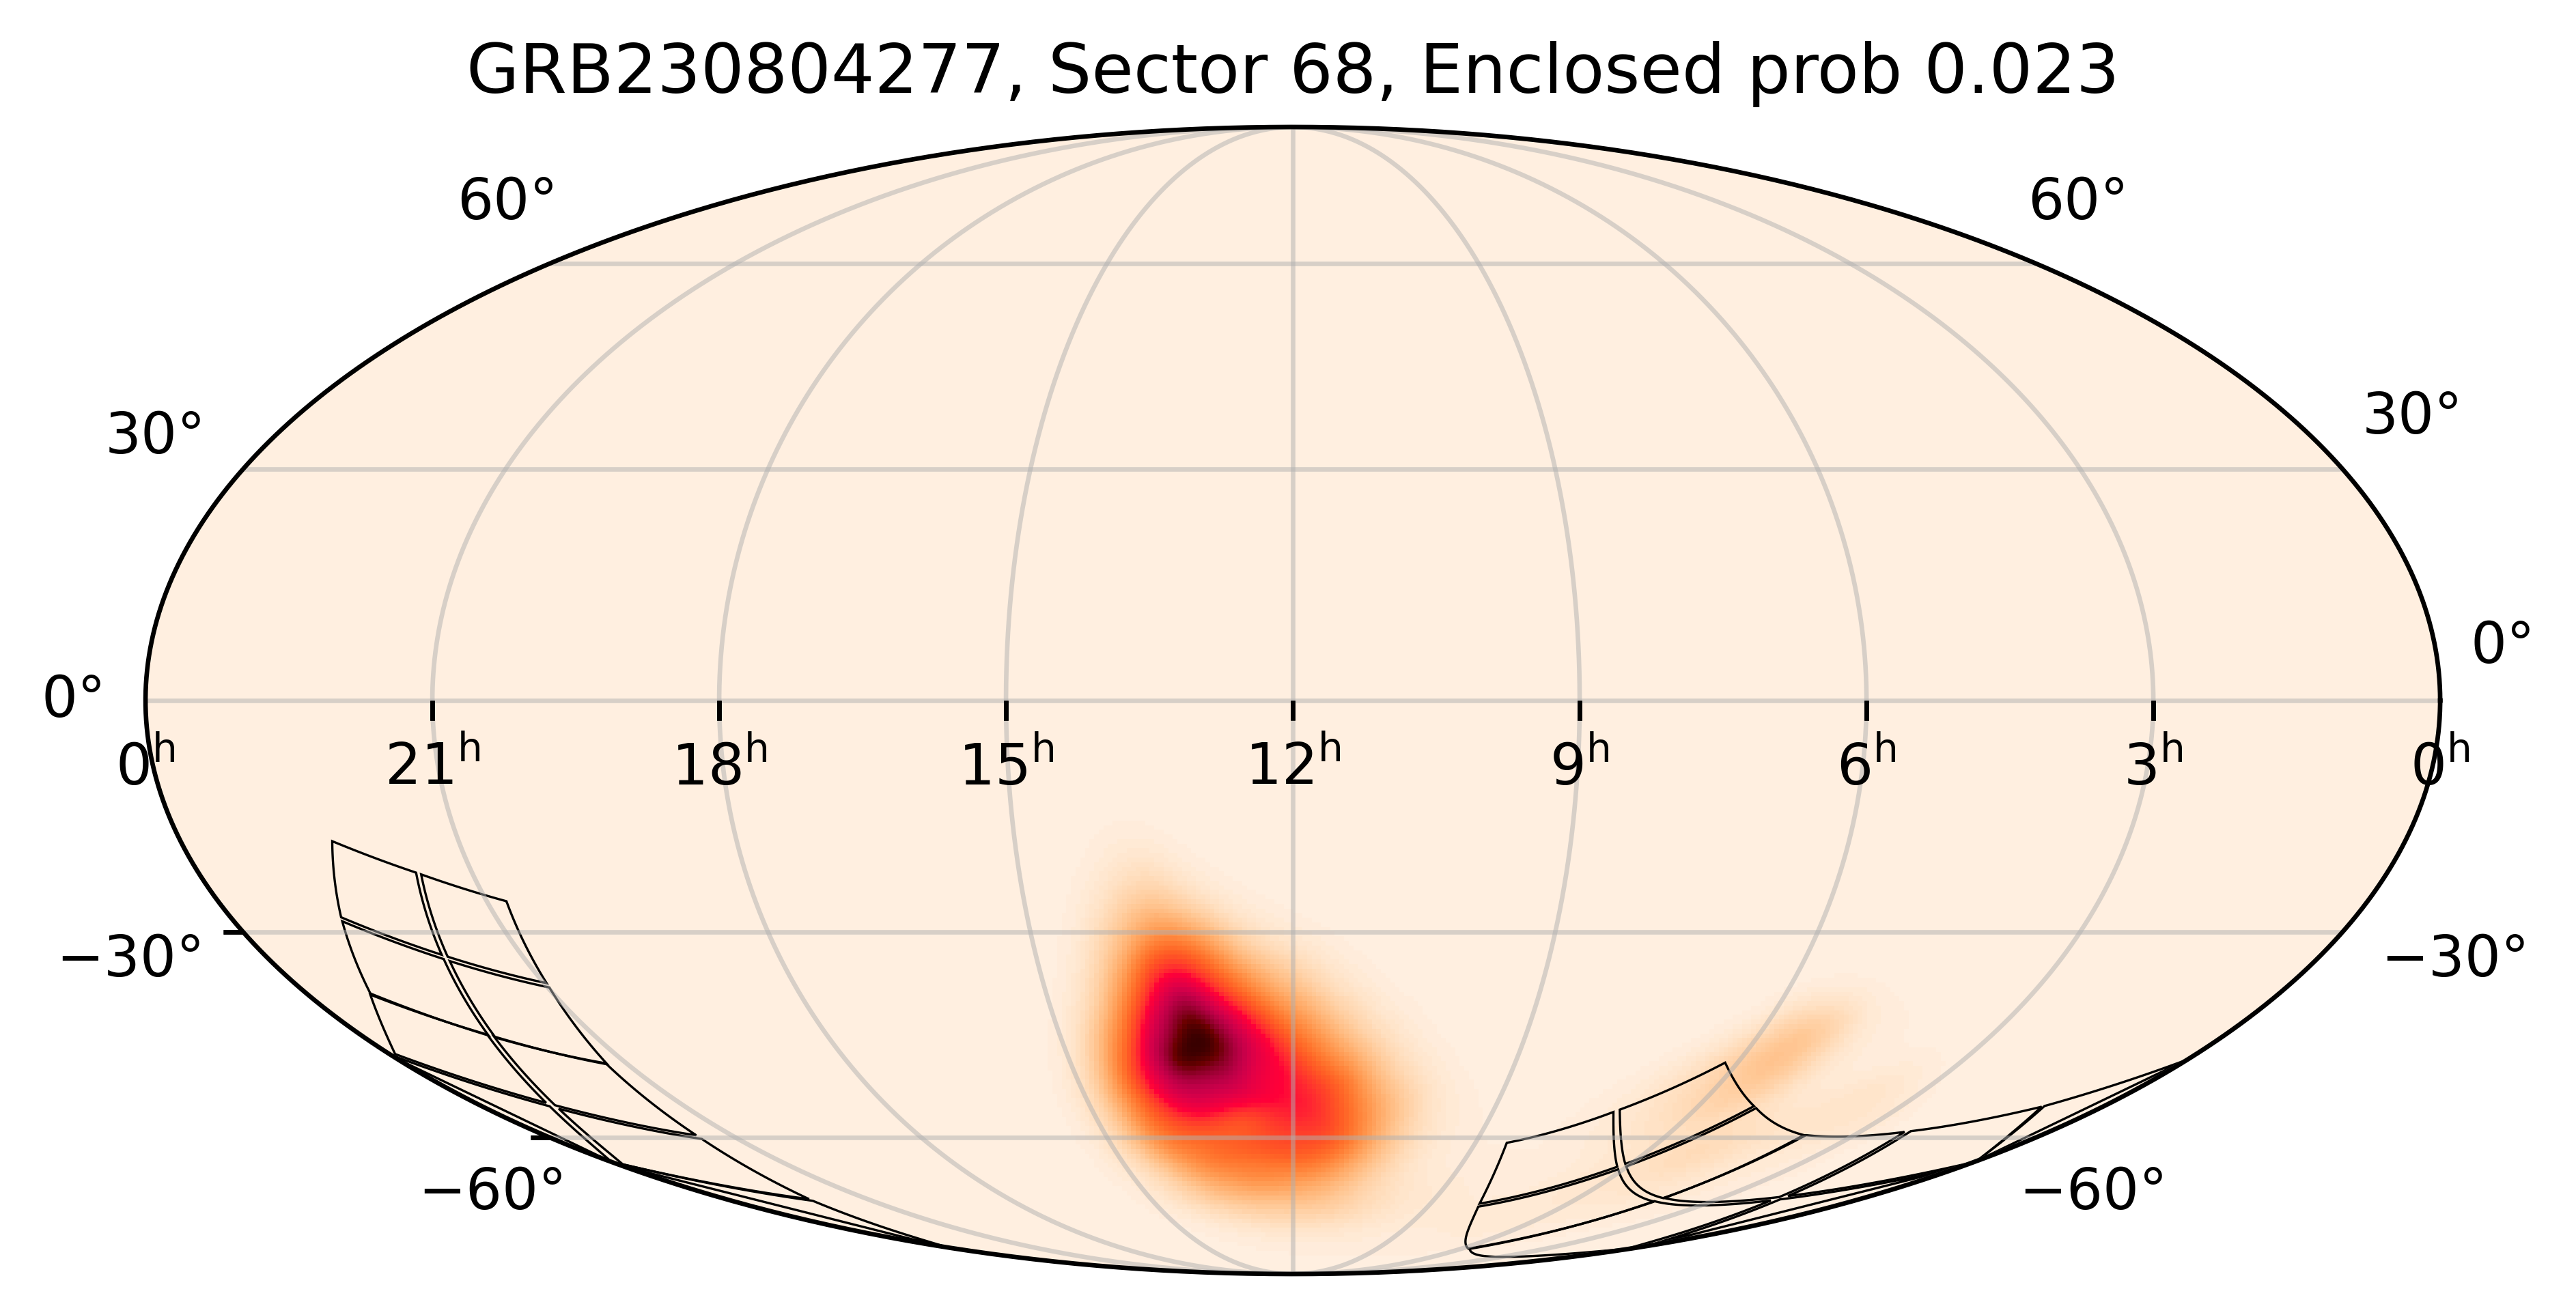 GRB230804277, Sector 68, Enclosed prob 0.023
60° 60°
30° 30°
0° 0°
0ʰ 21ʰ 18ʰ 15ʰ 12ʰ 9ʰ 6ʰ 3ʰ 0ʰ
−30° −30°
−60° −60°